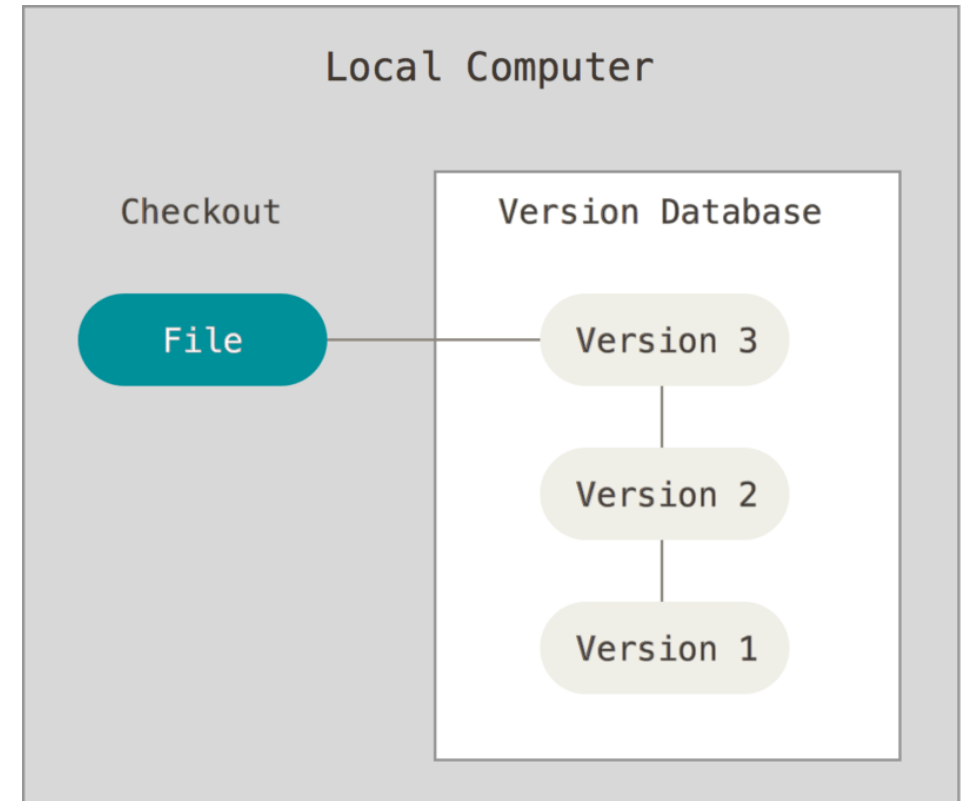 Local Computer
Checkout
Version Database
File
Version 3
Version 2
Version 1